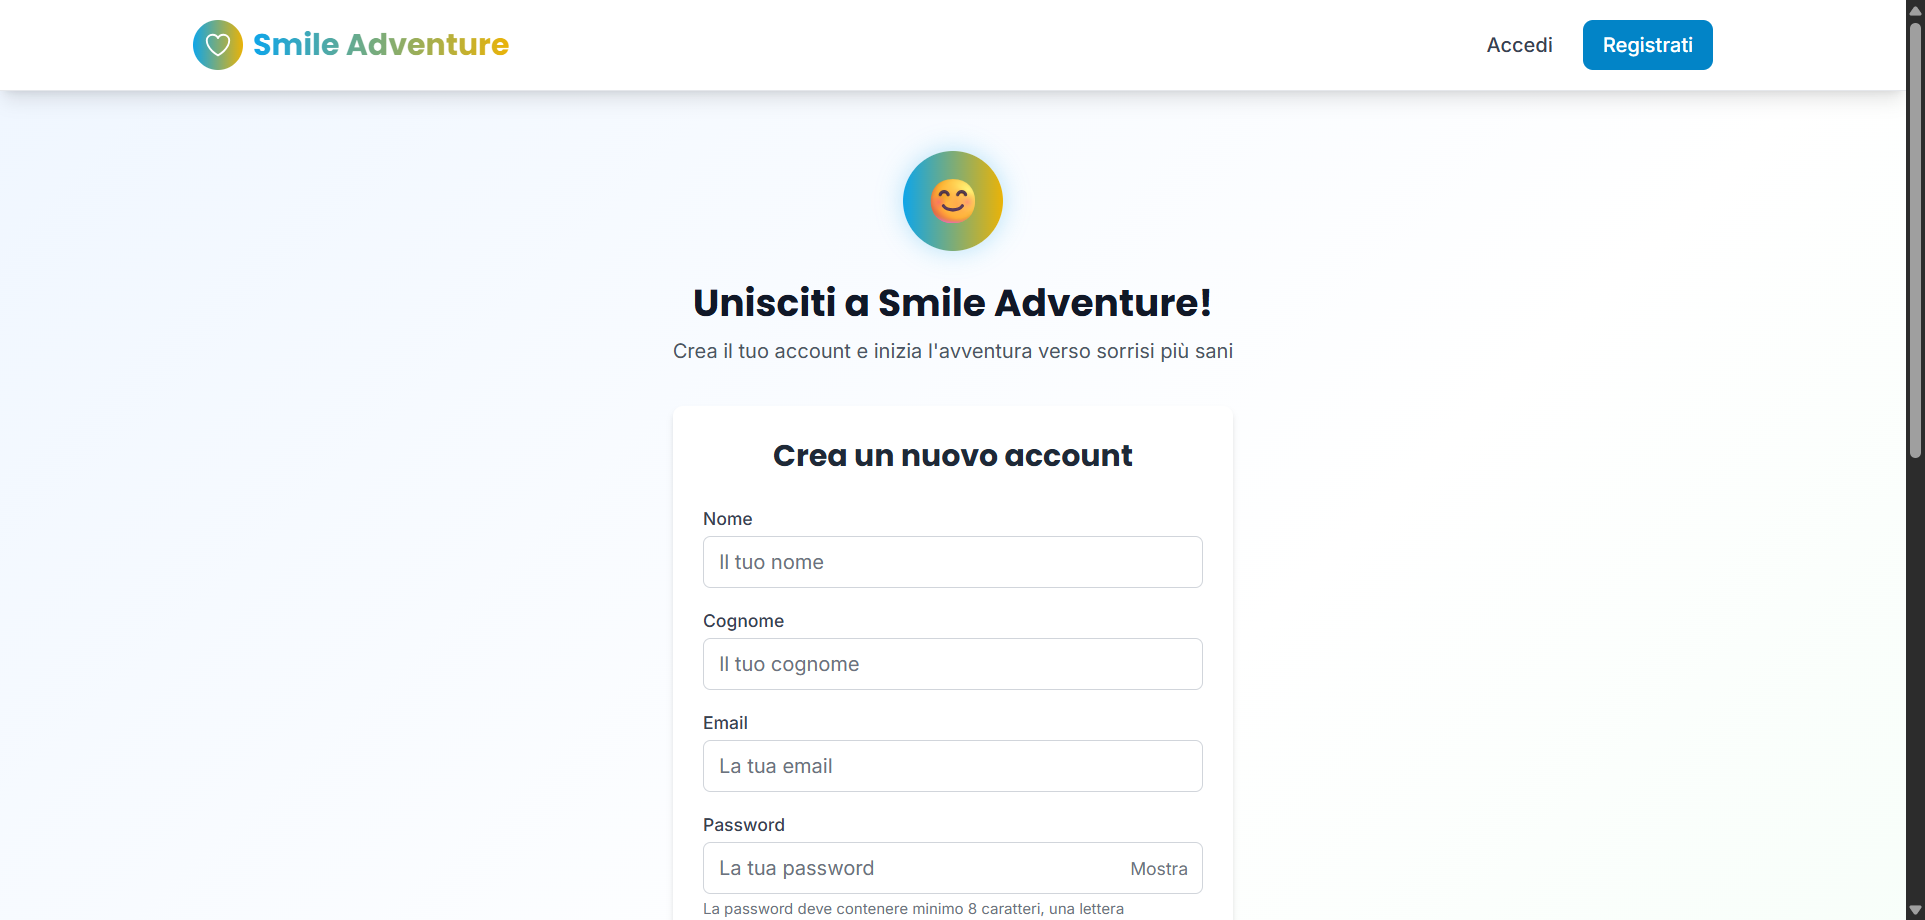 Smile Adventure
Accedi
Registrati
Unisciti a Smile Adventure!
Crea il tuo account e inizia l'avventura verso sorrisi più sani
Crea un nuovo account
Nome
Il tuo nome
Cognome
Il tuo cognome
Email
La tua email
Password
La tua password
Mostra
La password deve contenere minimo 8 caratteri, una lettera